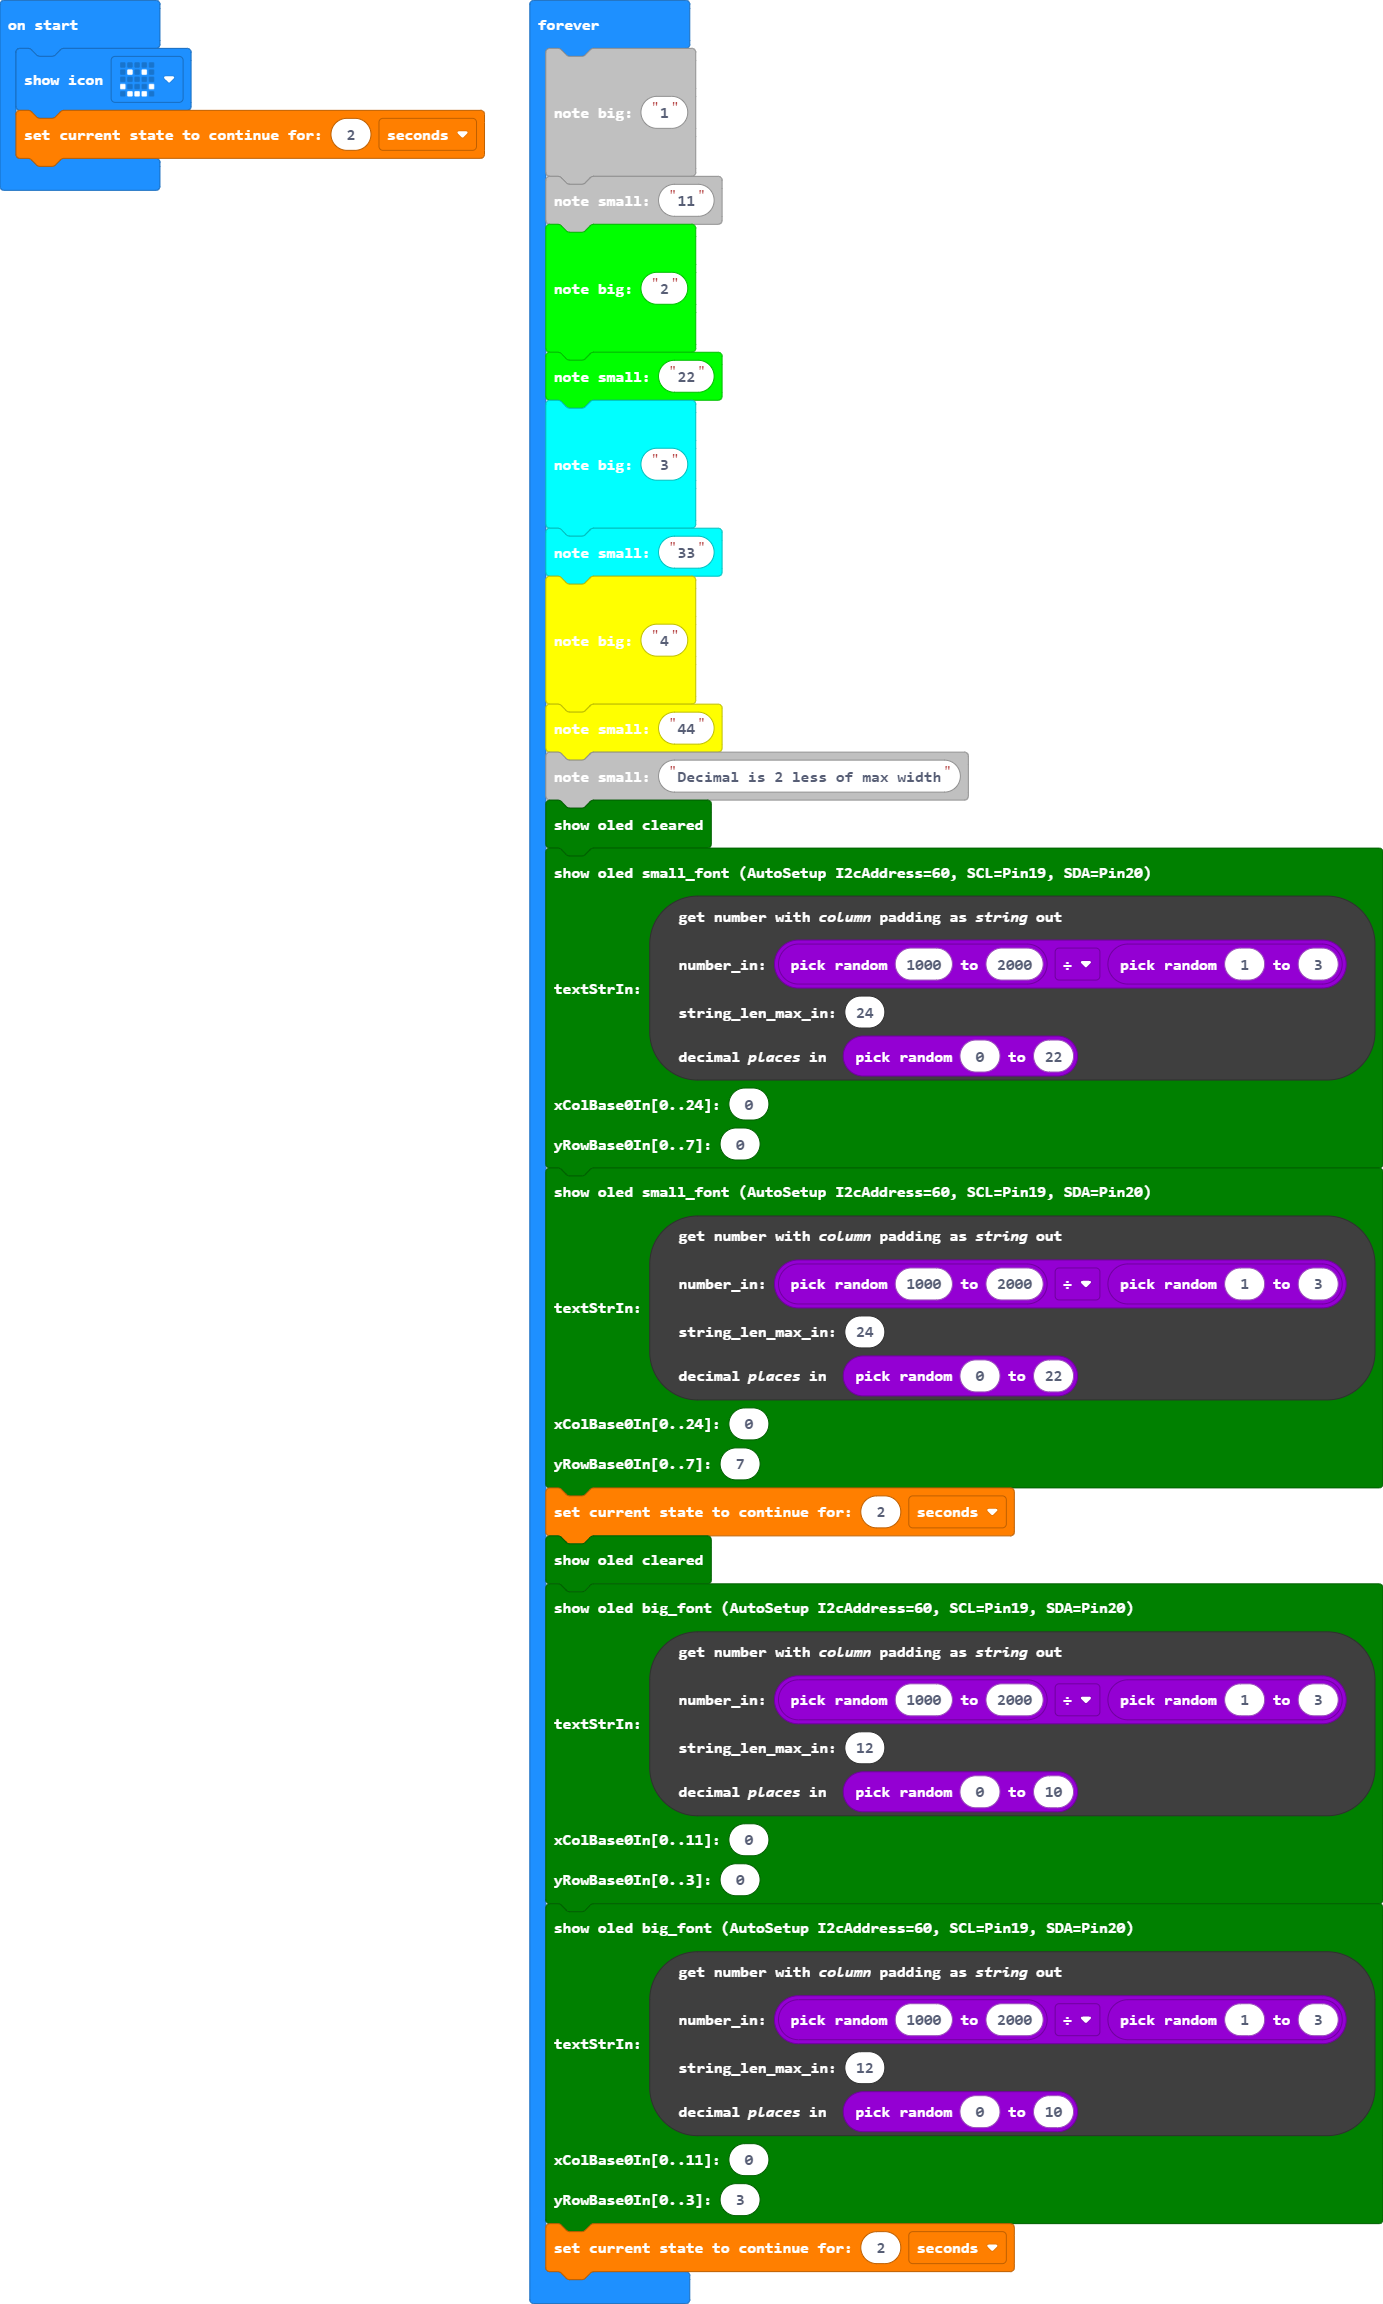 on start
show icon
set current state to continue for: 2 seconds
forever
note big: "1"
note small: "11"
note big: "2"
note small: "22"
note big: "3"
note small: "33"
note big: "4"
note small: "44"
note small: "Decimal is 2 less of max width"
show oled cleared
show oled small_font (AutoSetup I2cAddress=60, SCL=Pin19, SDA=Pin20)
get number with column padding as string out
number_in: pick random 1000 to 2000 ÷ pick random 1 to 3
textStrIn:
string_len_max_in: 24
decimal places in pick random 0 to 22
xColBase0In[0..24]: 0
yRowBase0In[0..7]: 0
show oled small_font (AutoSetup I2cAddress=60, SCL=Pin19, SDA=Pin20)
get number with column padding as string out
number_in: pick random 1000 to 2000 ÷ pick random 1 to 3
textStrIn:
string_len_max_in: 24
decimal places in pick random 0 to 22
xColBase0In[0..24]: 0
yRowBase0In[0..7]: 7
set current state to continue for: 2 seconds
show oled cleared
show oled big_font (AutoSetup I2cAddress=60, SCL=Pin19, SDA=Pin20)
get number with column padding as string out
number_in: pick random 1000 to 2000 ÷ pick random 1 to 3
textStrIn:
string_len_max_in: 12
decimal places in pick random 0 to 10
xColBase0In[0..11]: 0
yRowBase0In[0..3]: 0
show oled big_font (AutoSetup I2cAddress=60, SCL=Pin19, SDA=Pin20)
get number with column padding as string out
number_in: pick random 1000 to 2000 ÷ pick random 1 to 3
textStrIn:
string_len_max_in: 12
decimal places in pick random 0 to 10
xColBase0In[0..11]: 0
yRowBase0In[0..3]: 3
set current state to continue for: 2 seconds